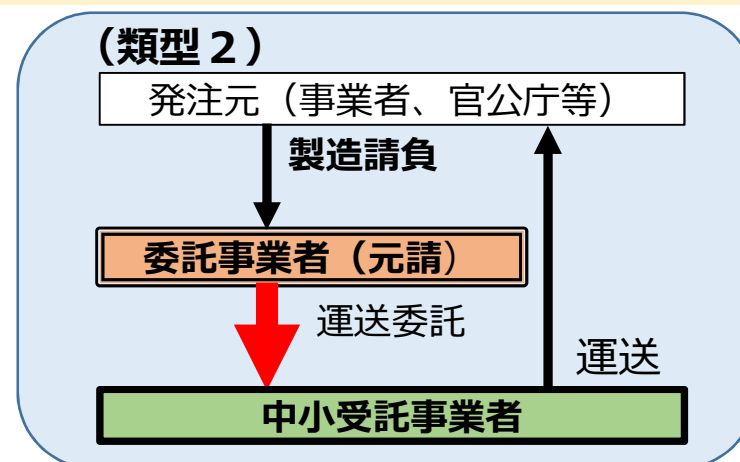 （類型２）
発注元（事業者、官公庁等）
製造請負
委託事業者（元請）
運送委託
運送
中小受託事業者